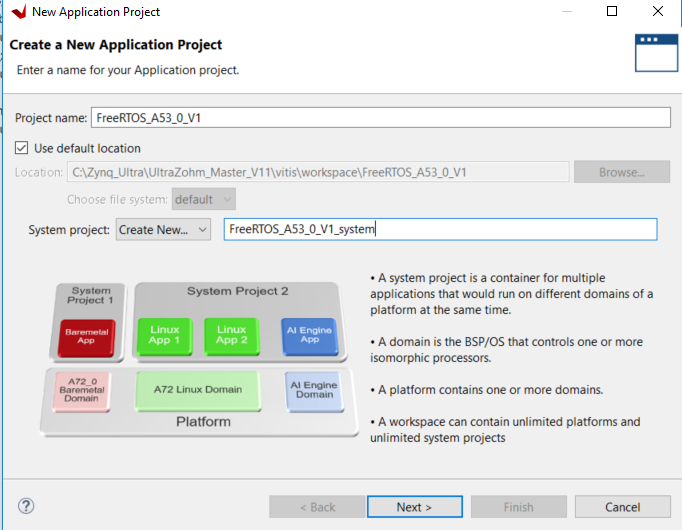 New Application Project
Create a New Application Project
Enter a name for your Application project.
Project name: FreeRTOS_A53_0_V1
Use default location
Location: C:\Zynq_Ultra\UltraZohm_Master_V11\vitis\workspace\FreeRTOS_A53_0_V1 Browse...
Choose file system: default
System project: Create New... FreeRTOS_A53_0_V1_system
System
Project 1
System Project 2
Baremetal
App
Linux
App 1
Linux
App 2
AI Engine
App
A72_0
Baremetal
Domain
A72 Linux Domain
AI Engine
Domain
Platform
• A system project is a container for multiple
applications that would run on different domains of a
platform at the same time.
• A domain is the BSP/OS that controls one or more
isomorphic processors.
• A platform contains one or more domains.
• A workspace can contain unlimited platforms and
unlimited system projects
? < Back Next > Finish Cancel